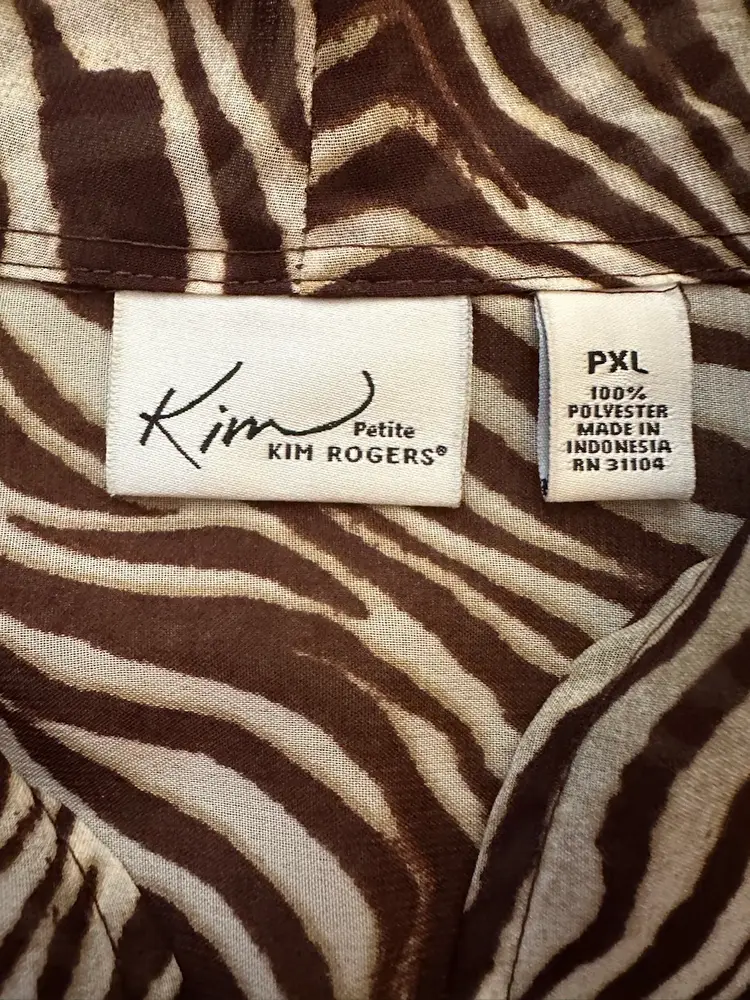 Kim
Petite
KIM ROGERS®
PXL
100%
POLYESTER
MADE IN
INDONESIA
RN 31104